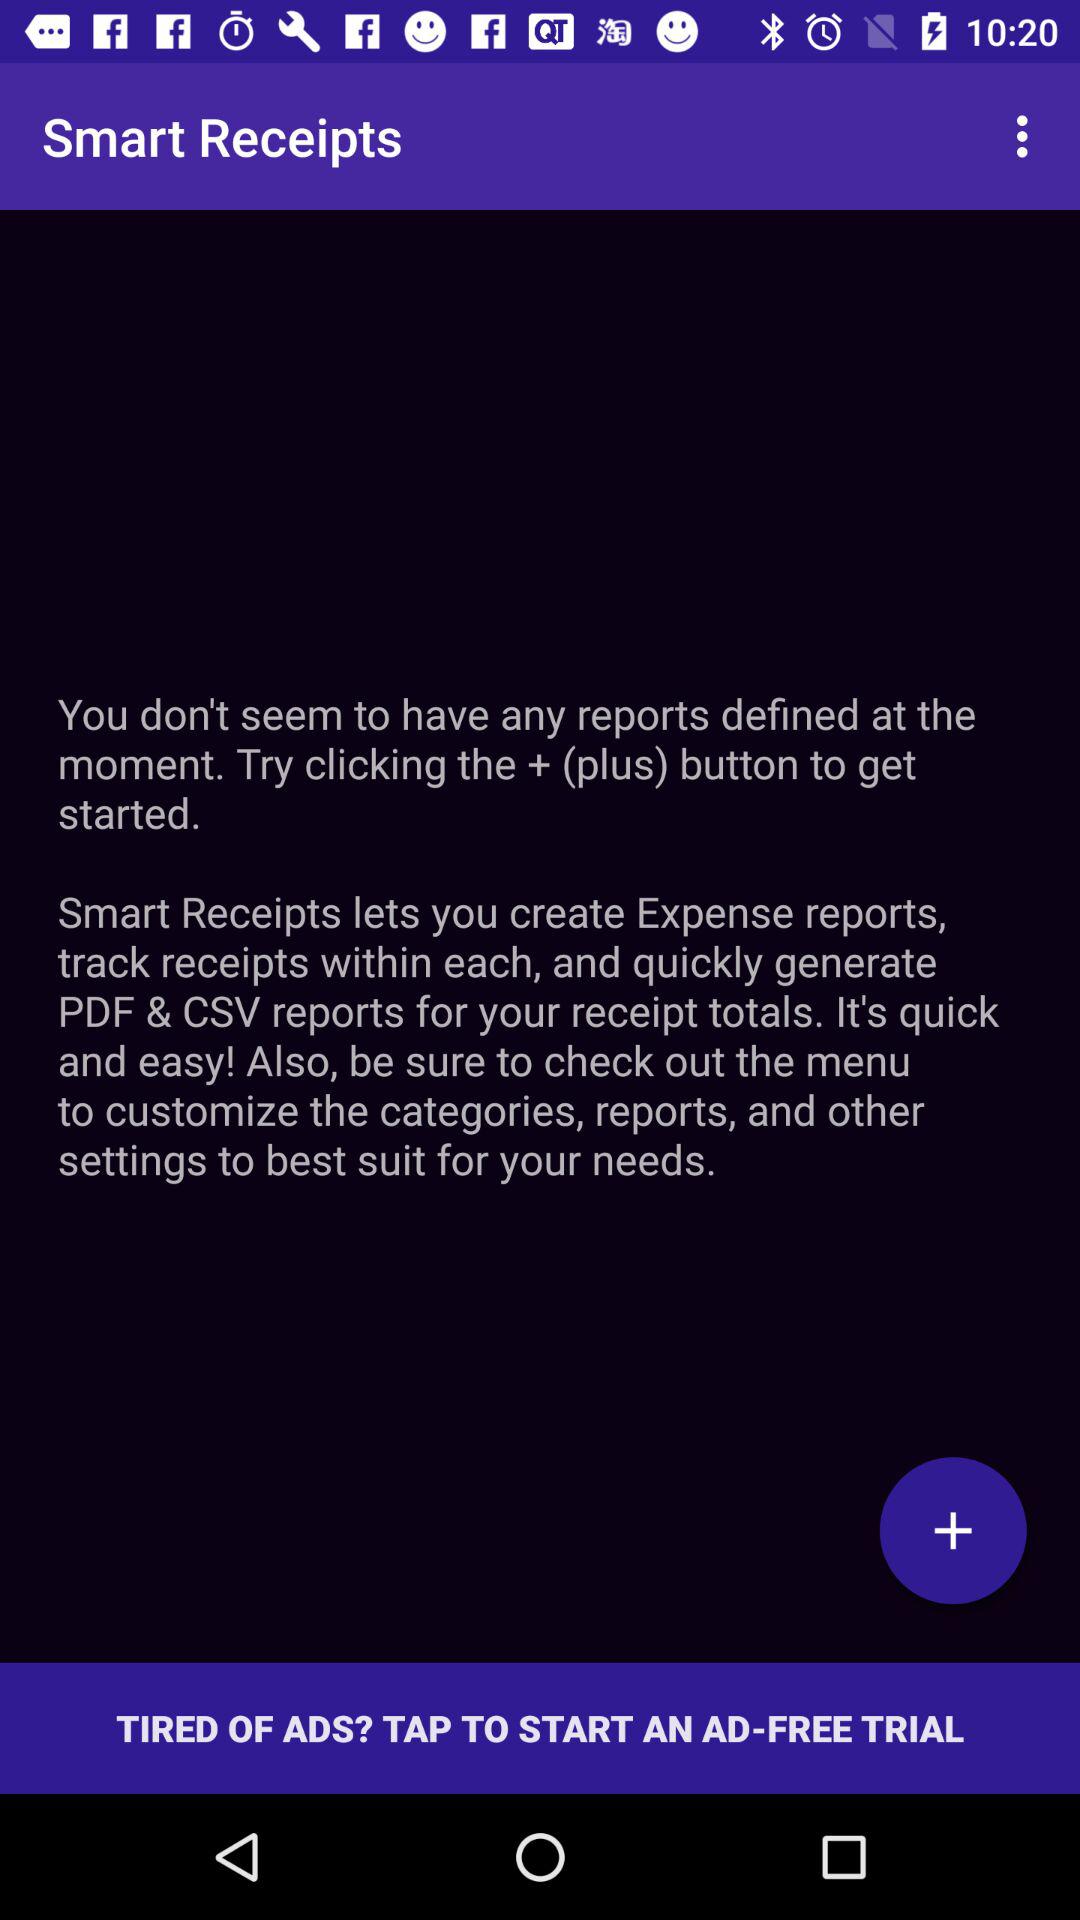 QT 淘 10:20
Smart Receipts
You don't seem to have any reports defined at the
moment. Try clicking the + (plus) button to get
started.
Smart Receipts lets you create Expense reports,
track receipts within each, and quickly generate
PDF & CSV reports for your receipt totals. It's quick
and easy! Also, be sure to check out the menu
to customize the categories, reports, and other
settings to best suit for your needs.
+
TIRED OF ADS? TAP TO START AN AD-FREE TRIAL